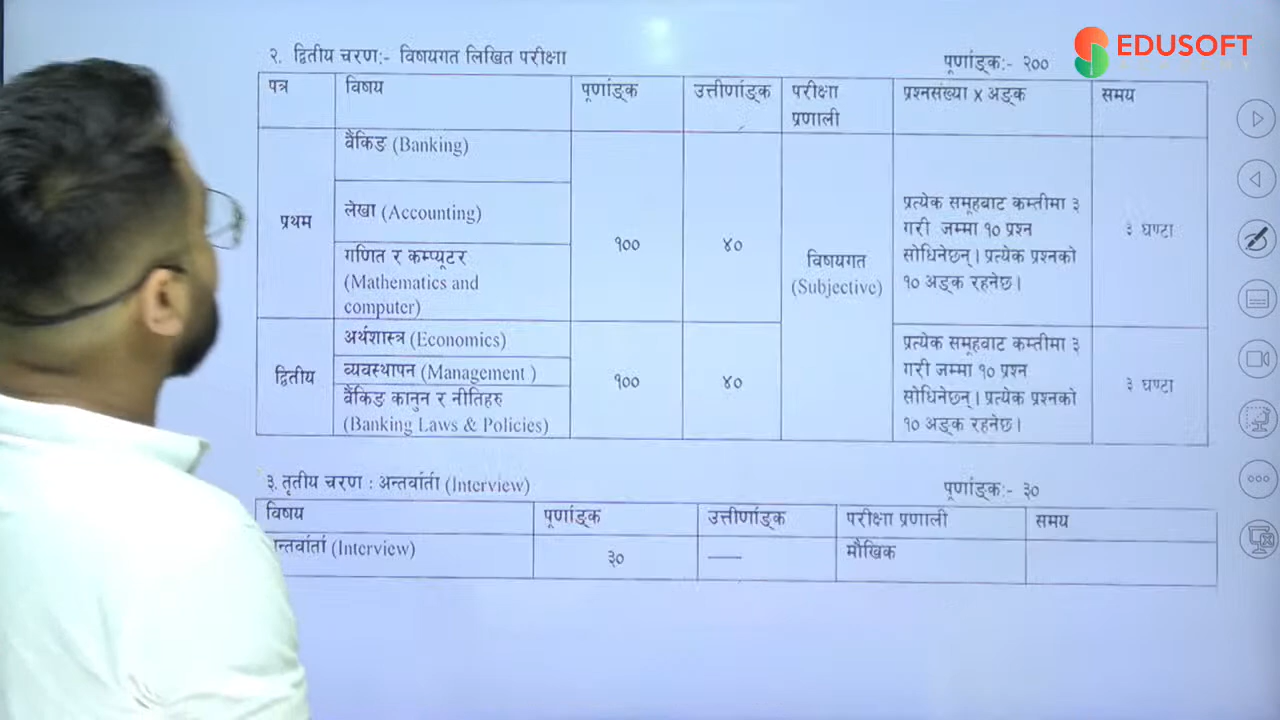 EDUSOFT
२. द्वितीय चरण:- विषयगत लिखित परीक्षा
पूर्णाङ्क:- २००
पत्र विषय पूर्णाङ्क उत्तीर्णाङ्क परीक्षा प्रणाली प्रश्नसंख्या X अङ्क समय
प्रथम
बैंकिङ (Banking)
लेखा (Accounting)
गणित र कम्प्यूटर
(Mathematics and
computer)
१००
४०
विषयगत
(Subjective)
प्रत्येक समूहबाट कम्तीमा ३
गरी जम्मा १० प्रश्न
सोधिनेछन्। प्रत्येक प्रश्नको
१० अङ्क रहनेछ।
३ घण्टा
द्वितीय
अर्थशास्त्र (Economics)
व्यवस्थापन (Management )
बैंकिङ कानुन र नीतिहरु
(Banking Laws & Policies)
१००
४०
प्रत्येक समूहबाट कम्तीमा ३
गरी जम्मा १० प्रश्न
सोधिनेछन्। प्रत्येक प्रश्नको
१० अङ्क रहनेछ।
३ घण्टा
३. तृतीय चरण : अन्तर्वार्ता (Interview)
पूर्णाङ्क:- ३०
विषय पूर्णाङ्क उत्तीर्णाङ्क परीक्षा प्रणाली समय
न्तर्वार्ता (Interview) ३० — मौखिक